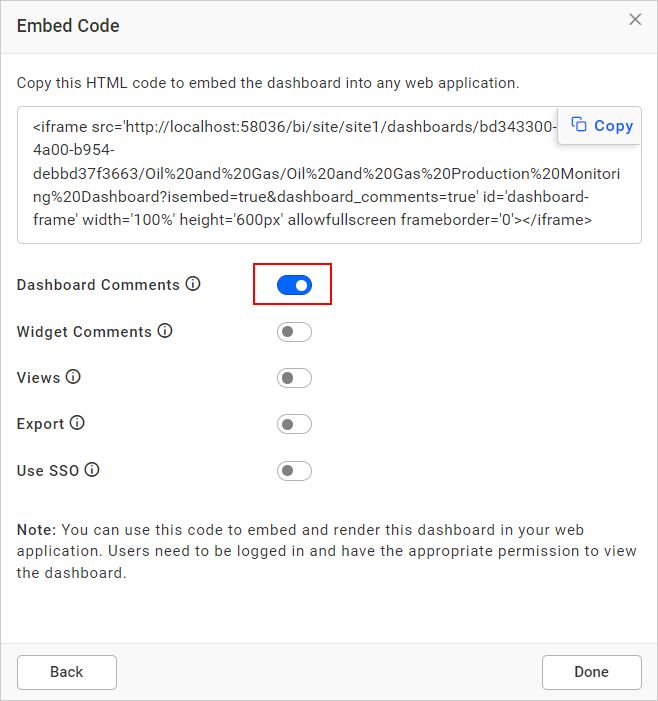 Embed Code
Copy this HTML code to embed the dashboard into any web application.
<iframe src='http://localhost:58036/bi/site/site1/dashboards/bd343300-
Copy
4a00-b954-
debbd37f3663/Oil%20and%20Gas/Oil%20and%20Gas%20Production%20Monitori
ng%20Dashboard?isembed=true&dashboard_comments=true' id='dashboard-
frame' width='100%' height='600px' allowfullscreen frameborder='0'></iframe>
Dashboard Comments
Widget Comments
Views
Export
Use SSO
Note: You can use this code to embed and render this dashboard in your web
application. Users need to be logged in and have the appropriate permission to view
the dashboard.
Back
Done